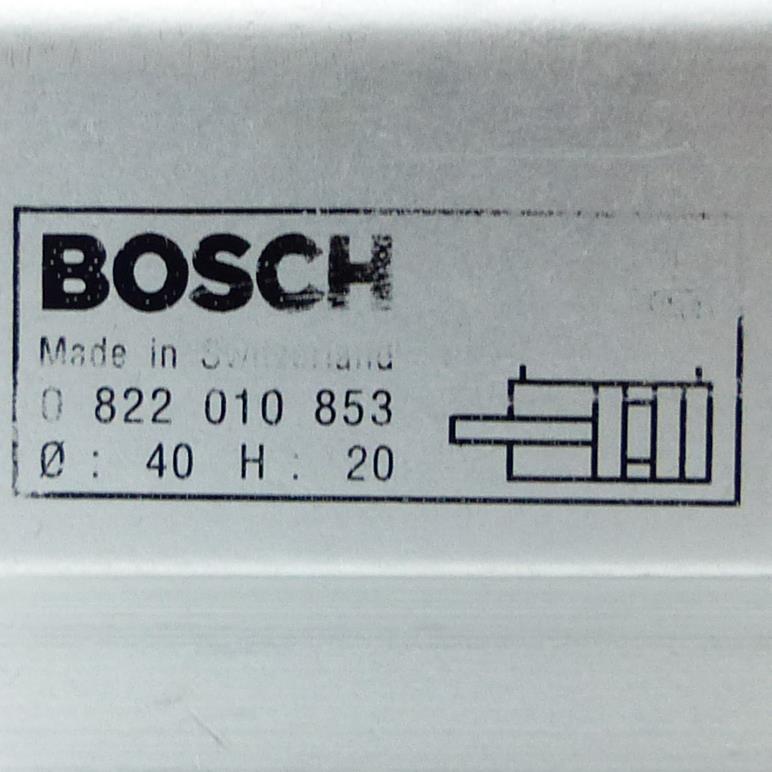 BOSCH
Made in Switzerland
0 822 010 853
Ø : 40 H : 20